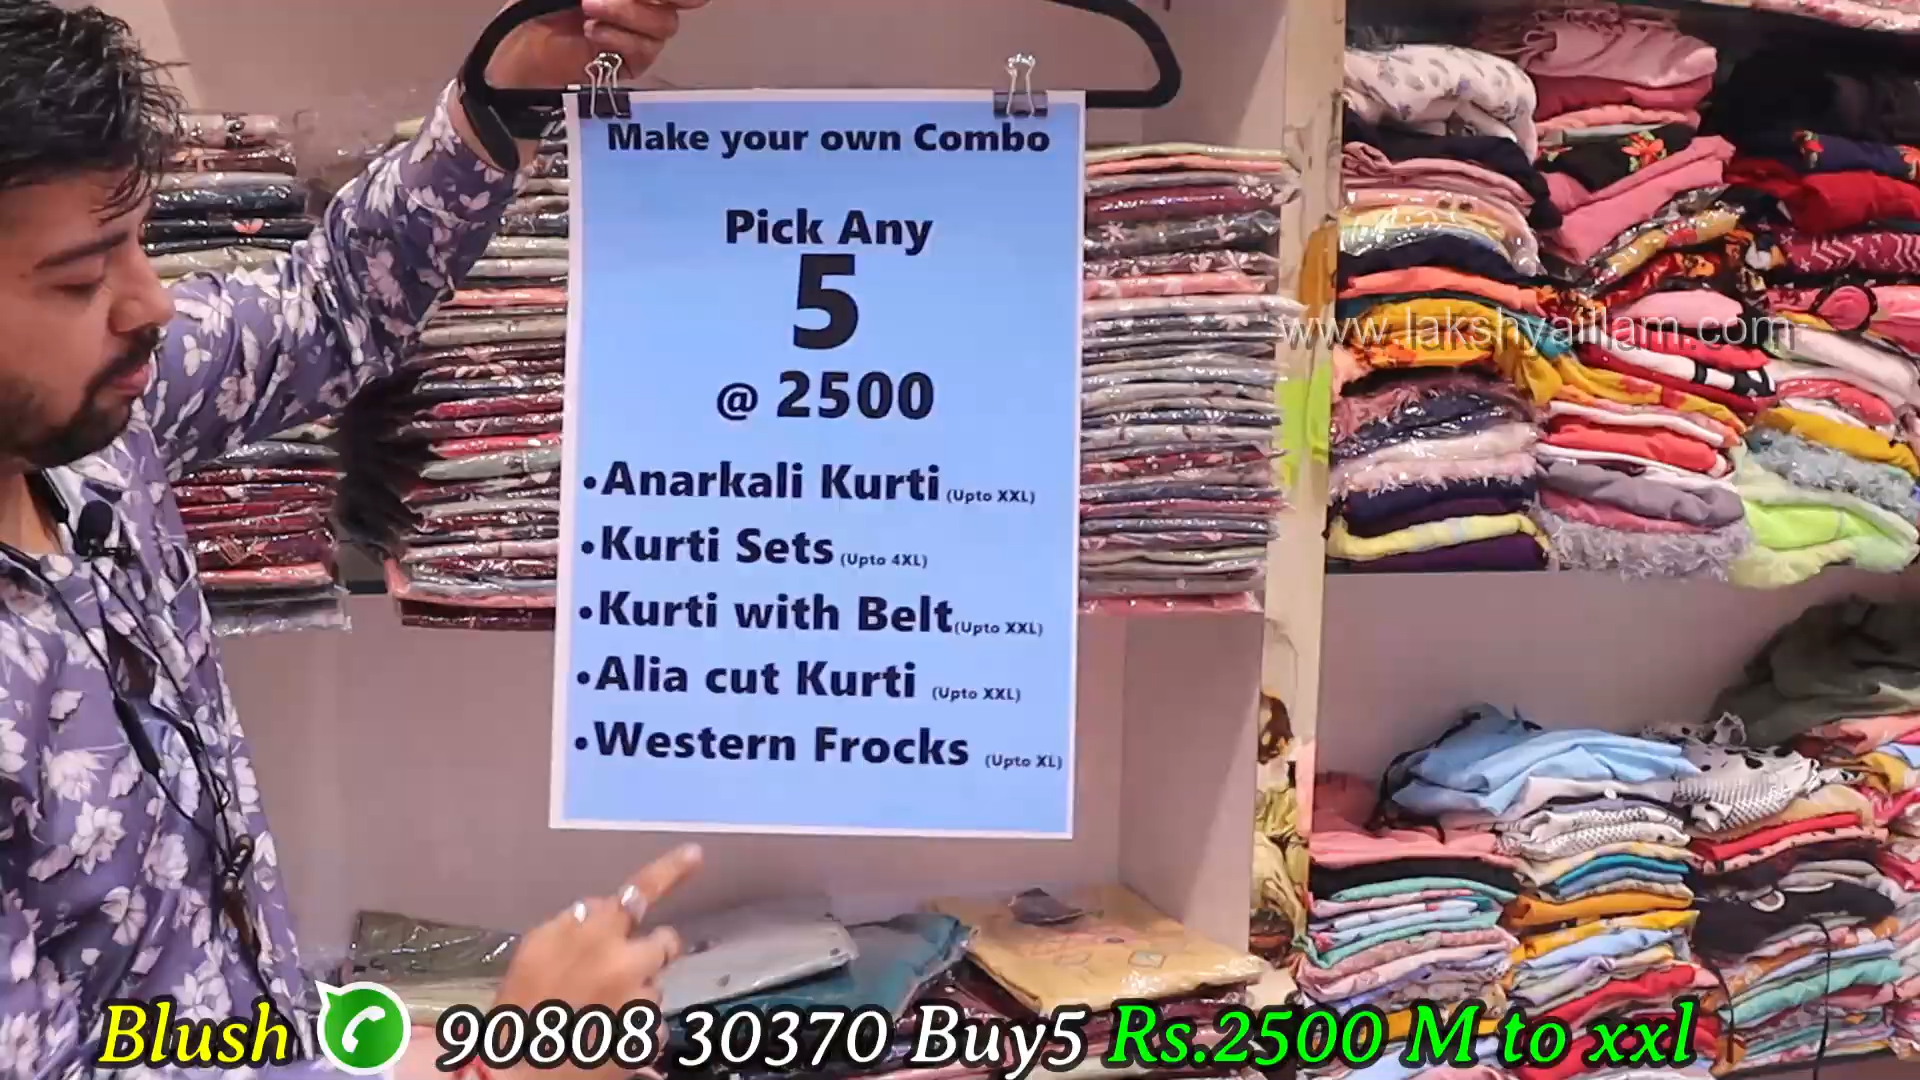 Make your own Combo
Pick Any
5
@ 2500
•Anarkali Kurti (Upto XXL)
•Kurti Sets (Upto 4XL)
•Kurti with Belt (Upto XXL)
•Alia cut Kurti (Upto XXL)
•Western Frocks (Upto XL)
www.lakshyaillam.com
Blush 90808 30370 Buy5 Rs.2500 M to xxl